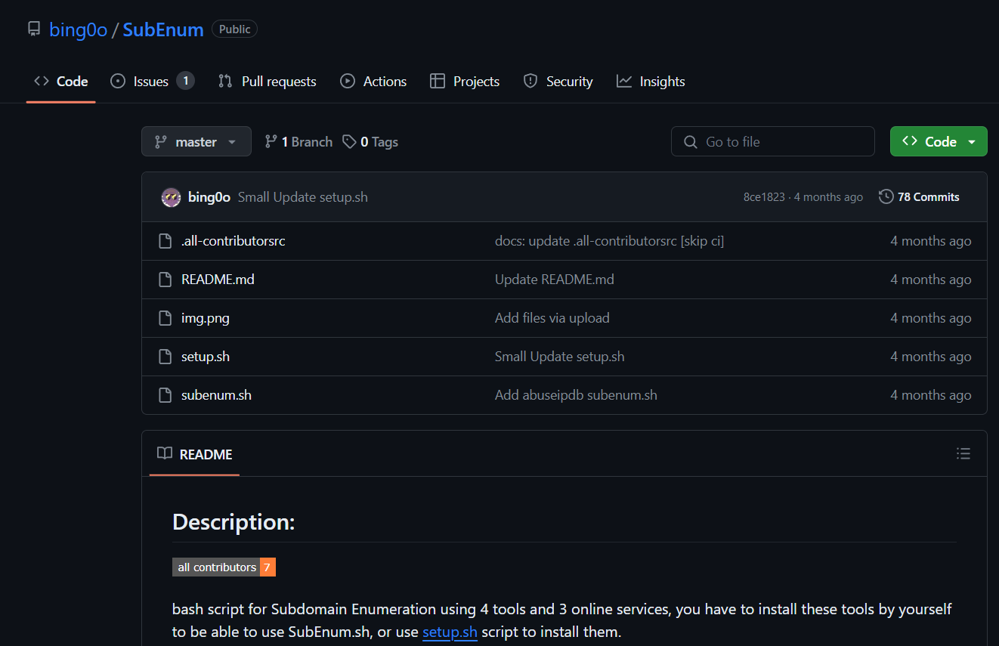 bing0o / SubEnum Public
Code Issues 1 Pull requests Actions Projects Security Insights
master 1 Branch 0 Tags Go to file Code
bing0o Small Update setup.sh 8ce1823 · 4 months ago 78 Commits
.all-contributorsrc docs: update .all-contributorsrc [skip ci] 4 months ago
README.md Update README.md 4 months ago
img.png Add files via upload 4 months ago
setup.sh Small Update setup.sh 4 months ago
subenum.sh Add abuseipdb subenum.sh 4 months ago
README
Description:
all contributors 7
bash script for Subdomain Enumeration using 4 tools and 3 online services, you have to install these tools by yourself
to be able to use SubEnum.sh, or use setup.sh script to install them.